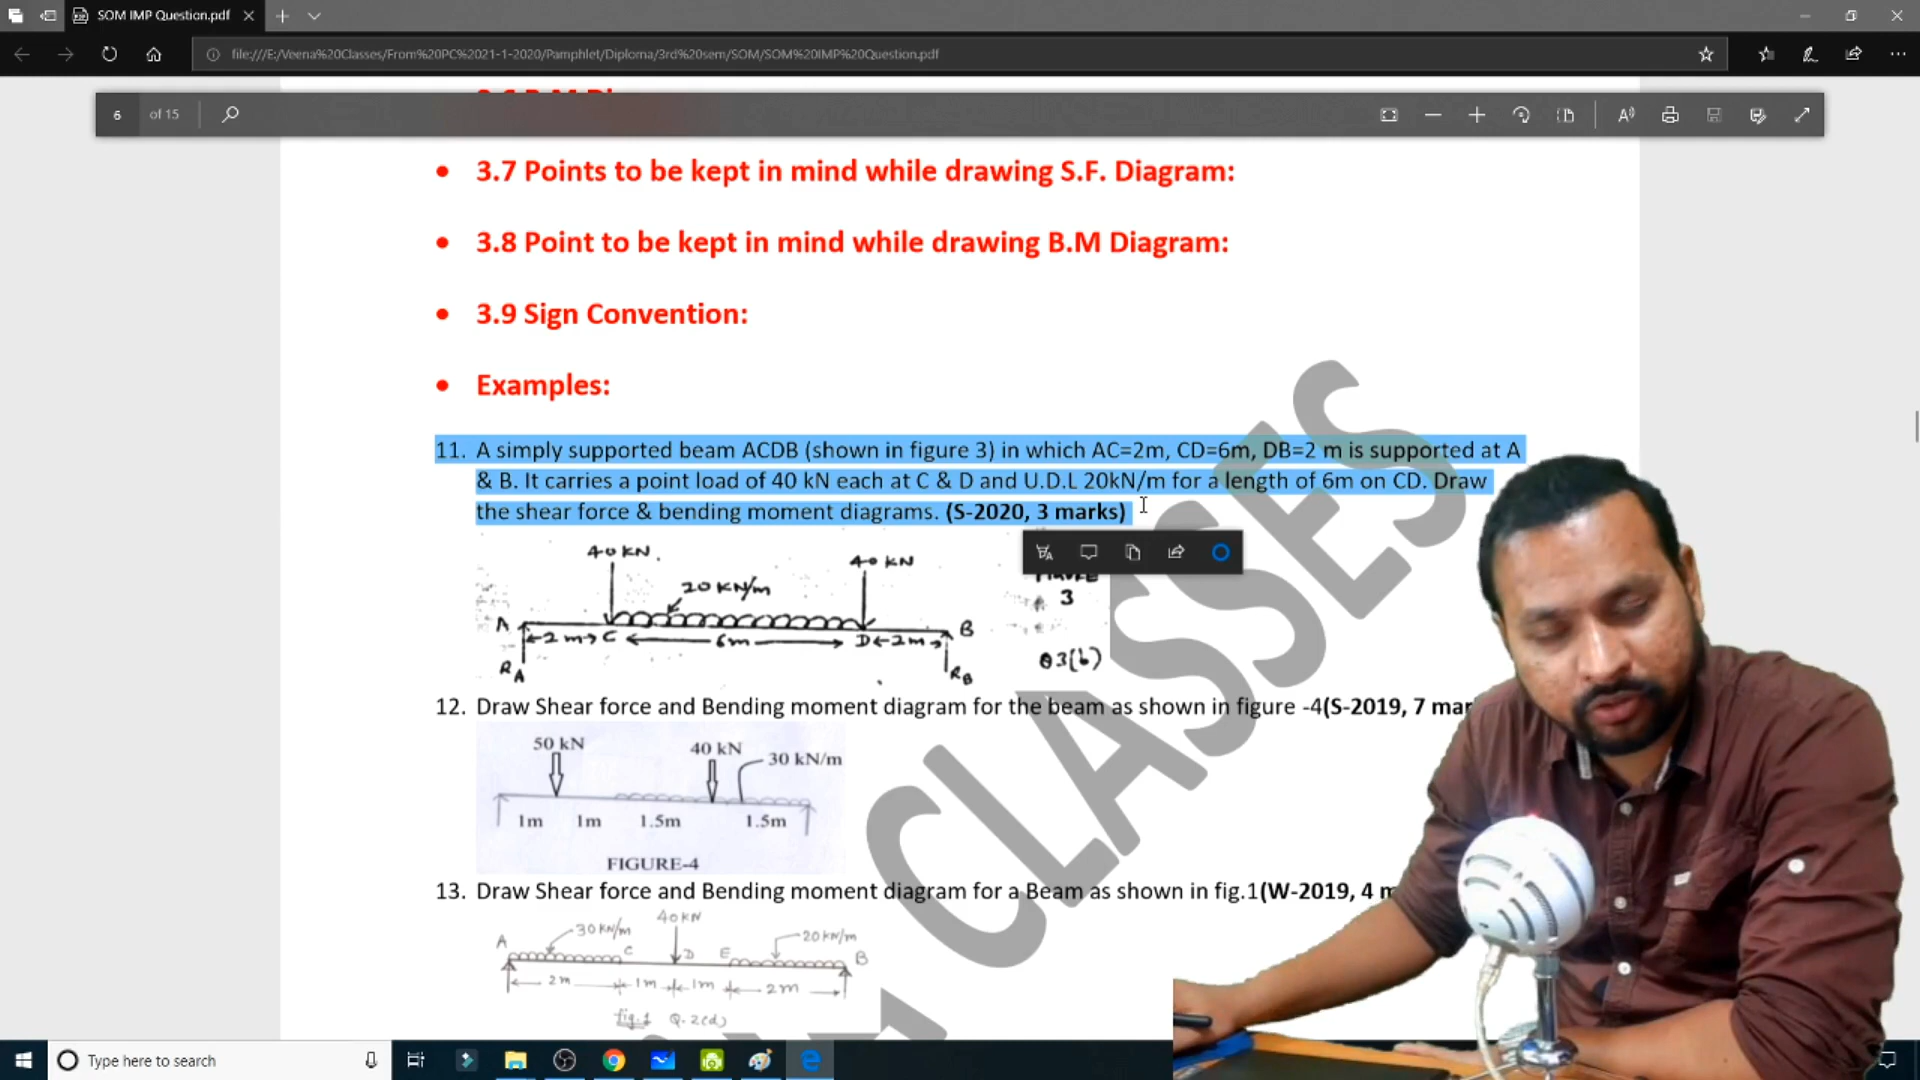 SOM IMP Question.pdf
file:///E:/Veena%20Classes/From%20PC%2021-1-2020/Pamphlet/Diploma/3rd%20sem/SOM/SOM%20IMP%20Question.pdf
6 of 15
• 3.7 Points to be kept in mind while drawing S.F. Diagram:
• 3.8 Point to be kept in mind while drawing B.M Diagram:
• 3.9 Sign Convention:
• Examples:
11. A simply supported beam ACDB (shown in figure 3) in which AC=2m, CD=6m, DB=2 m is supported at A
& B. It carries a point load of 40 kN each at C & D and U.D.L 20kN/m for a length of 6m on CD. Draw
the shear force & bending moment diagrams. (S-2020, 3 marks)
40 KN. 40 KN
20 KN/m
3
A 2m C 6m D 2m B
RA RB
Q3(b)
12. Draw Shear force and Bending moment diagram for the beam as shown in figure -4(S-2019, 7 mar
50 kN 40 kN 30 kN/m
1m 1m 1.5m 1.5m
FIGURE-4
13. Draw Shear force and Bending moment diagram for a Beam as shown in fig.1(W-2019, 4 m
40KN
30KN/m 20KN/m
A C D E B
2m 1m 1m 2m
fig.1 Q.2(d)
CLASSES
Type here to search